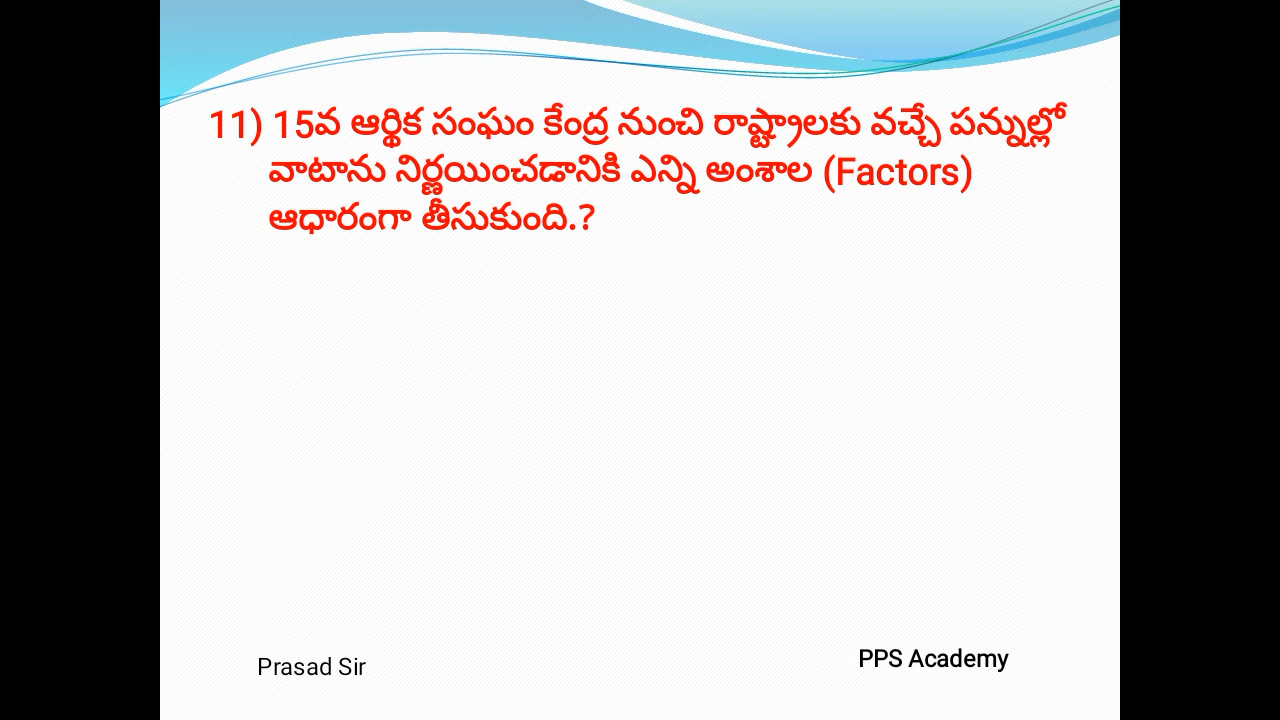 11) 15వ ఆర్థిక సంఘం కేంద్ర నుంచి రాష్ట్రాలకు వచ్చే పన్నుల్లో
వాటాను నిర్ణయించడానికి ఎన్ని అంశాల (Factors)
ఆధారంగా తీసుకుంది.?
Prasad Sir
PPS Academy